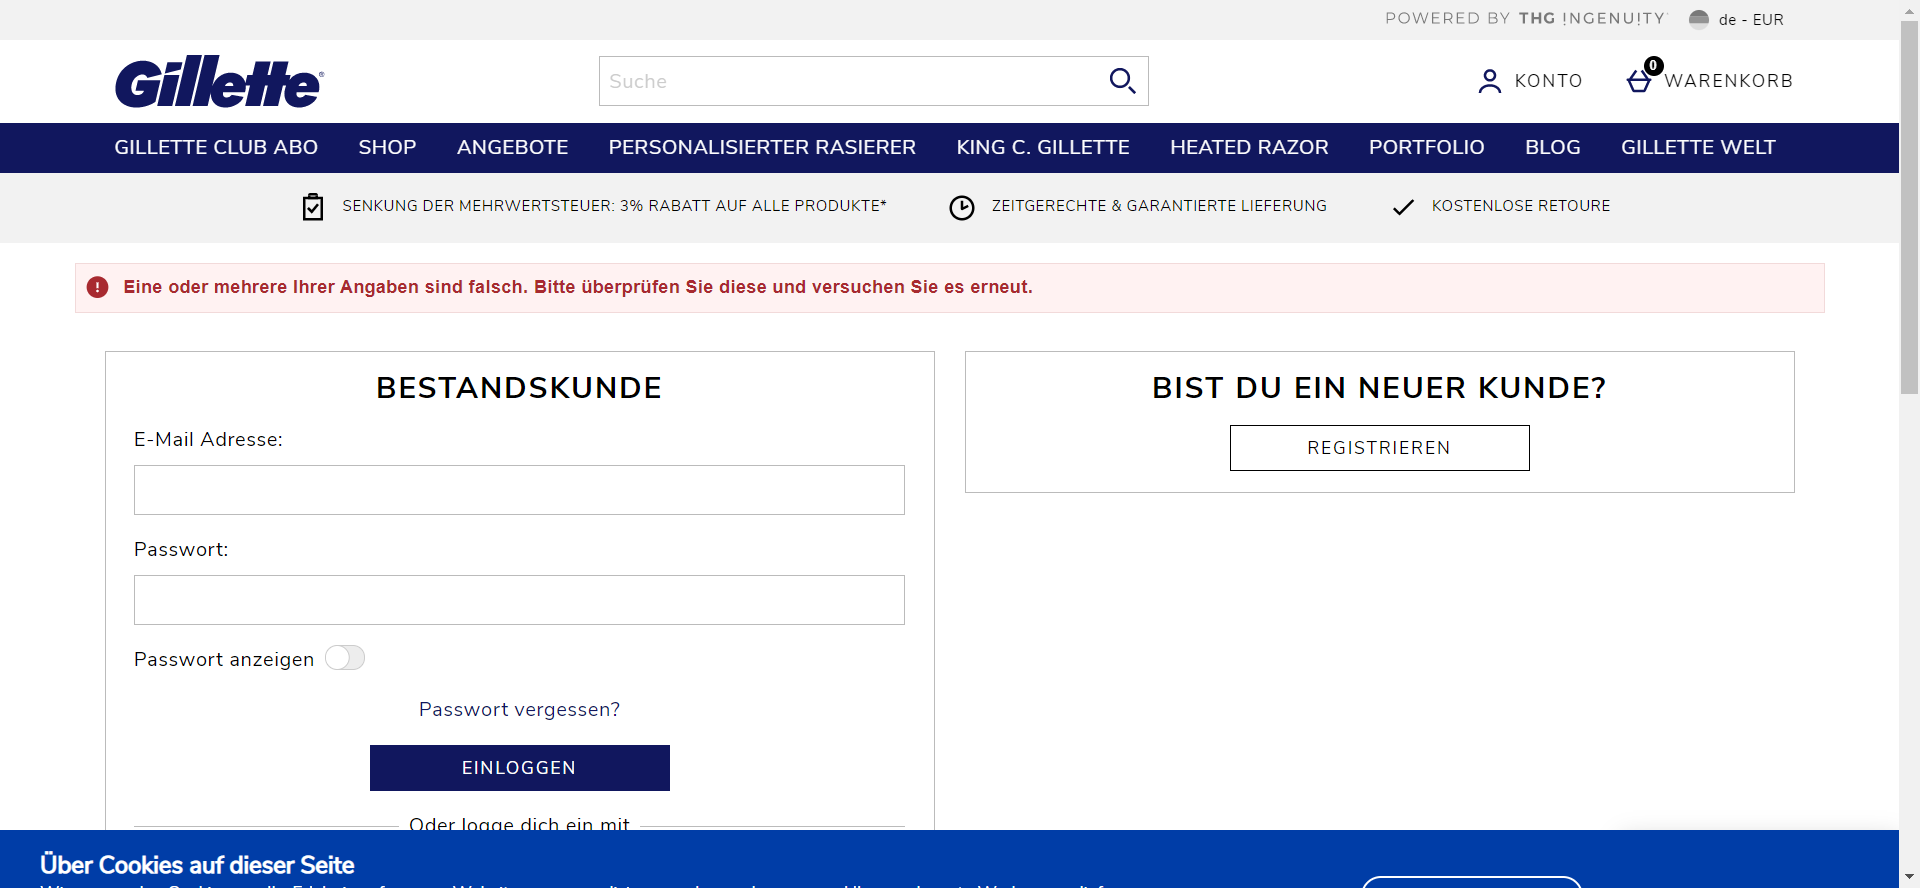 POWERED BY THG !NGENU!TY
de - EUR
Gillette
Suche
KONTO
0
WARENKORB
GILLETTE CLUB ABO
SHOP
ANGEBOTE
PERSONALISIERTER RASIERER
KING C. GILLETTE
HEATED RAZOR
PORTFOLIO
BLOG
GILLETTE WELT
SENKUNG DER MEHRWERTSTEUER: 3% RABATT AUF ALLE PRODUKTE*
ZEITGERECHTE & GARANTIERTE LIEFERUNG
KOSTENLOSE RETOURE
Eine oder mehrere Ihrer Angaben sind falsch. Bitte überprüfen Sie diese und versuchen Sie es erneut.
BESTANDSKUNDE
E-Mail Adresse:
Passwort:
Passwort anzeigen
Passwort vergessen?
EINLOGGEN
Oder logge dich ein mit
BIST DU EIN NEUER KUNDE?
REGISTRIEREN
Über Cookies auf dieser Seite